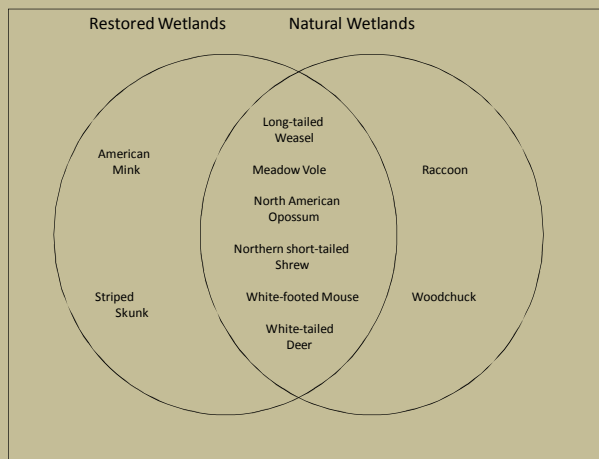 Restored Wetlands
Natural Wetlands
American
Mink
Striped
Skunk
Long-tailed
Weasel
Meadow Vole
North American
Opossum
Northern short-tailed
Shrew
White-footed Mouse
White-tailed
Deer
Raccoon
Woodchuck